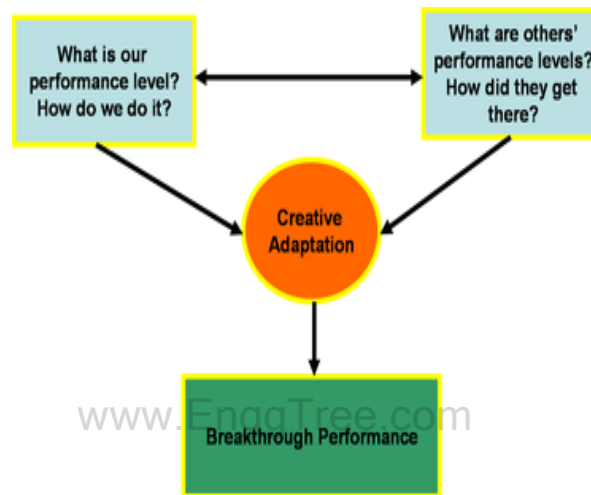 What is our
performance level?
How do we do it?
What are others'
performance levels?
How did they get
there?
Creative
Adaptation
www.EnggTree.com
Breakthrough Performance